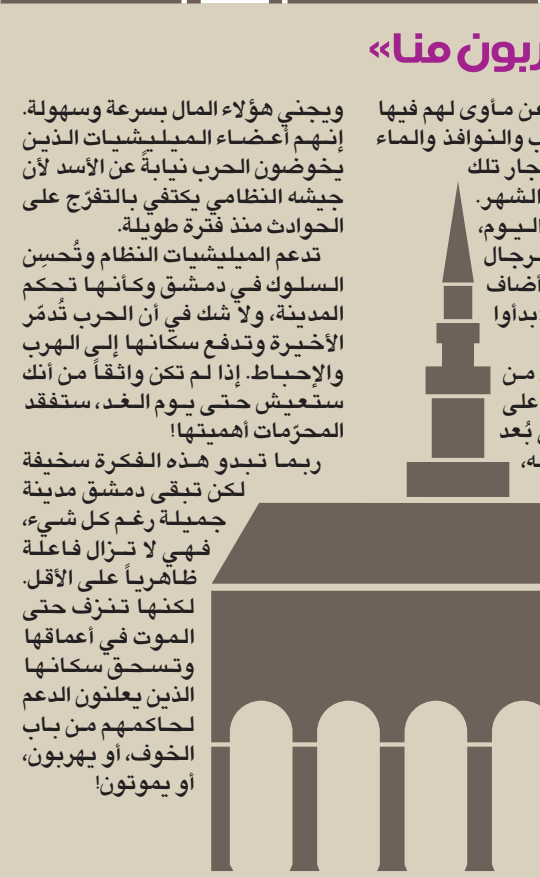 منا»
ـن مأوى لهم فيها
والنوافذ والماء
تلك
الشهر.
اليوم،
أضاف
بدأوا
من
على
بُعد
ويجني هؤلاء المال بسرعة وسهولة.
إنهم أعضاء الميليشيات الذين
يخوضون الحرب نيابةً عن الأسد لأن
جيشه النظامي يكتفي بالتفرّج على
الحوادث منذ فترة طويلة.
تدعم الميليشيات النظام وتُحسِن
السلوك في دمشق وكأنها تحكم
المدينة، ولا شك في أن الحرب تُدمّر
الأخيرة وتدفع سكانها إلى الهرب
والإحباط. إذا لم تكن واثقاً من أنك
ستعيش حتى يوم الغد، ستفقد
المحرّمات أهميتها!
ربما تبدو هذه الفكرة سخيفة
لكن تبقى دمشق مدينة
جميلة رغم كل شيء،
فهي لا تزال فاعلة
ظاهرياً على الأقل.
لكنها تنزف حتى
الموت في أعماقها
وتسحق سكانها
الذين يعلنون الدعم
لحاكمهم من باب
الخوف، أو يهربون،
أو يموتون!